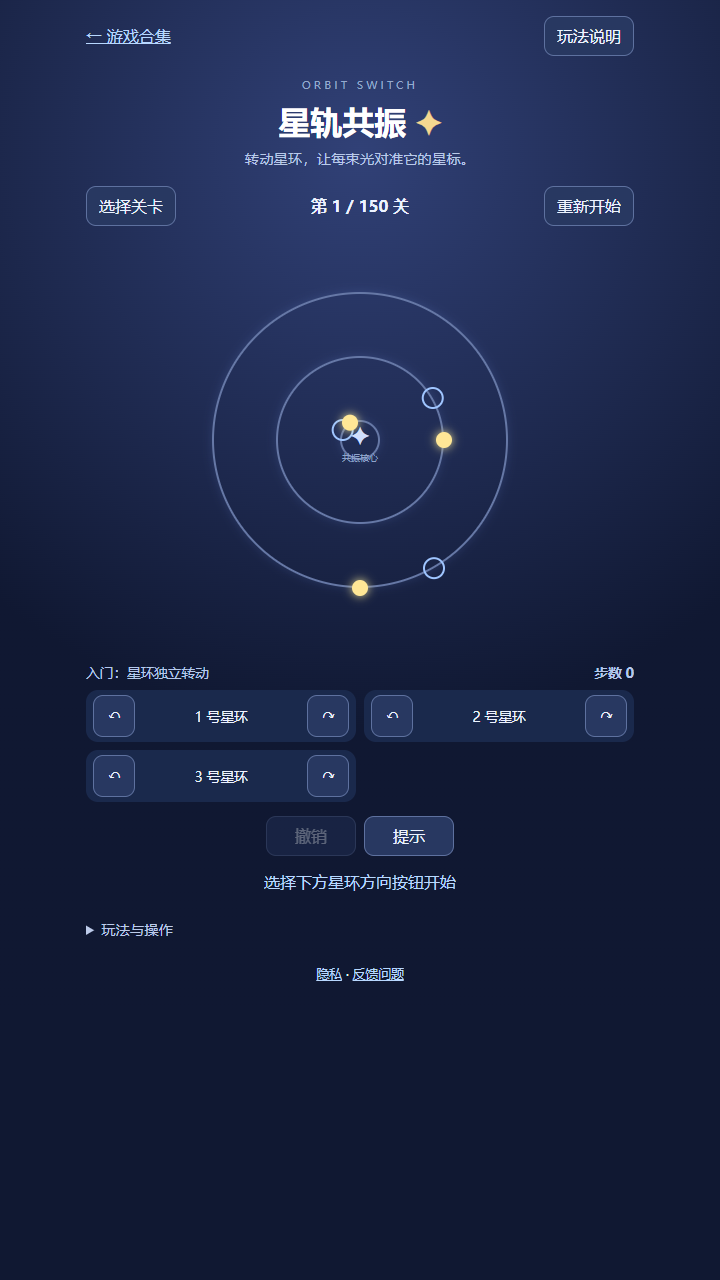 ← 游戏合集
玩法说明
ORBIT SWITCH
星轨共振
转动星环，让每束光对准它的星标。
选择关卡
第 1 / 150 关
重新开始
共振核心
入门：星环独立转动
步数 0
1 号星环
2 号星环
3 号星环
撤销
提示
选择下方星环方向按钮开始
玩法与操作
隐私 · 反馈问题